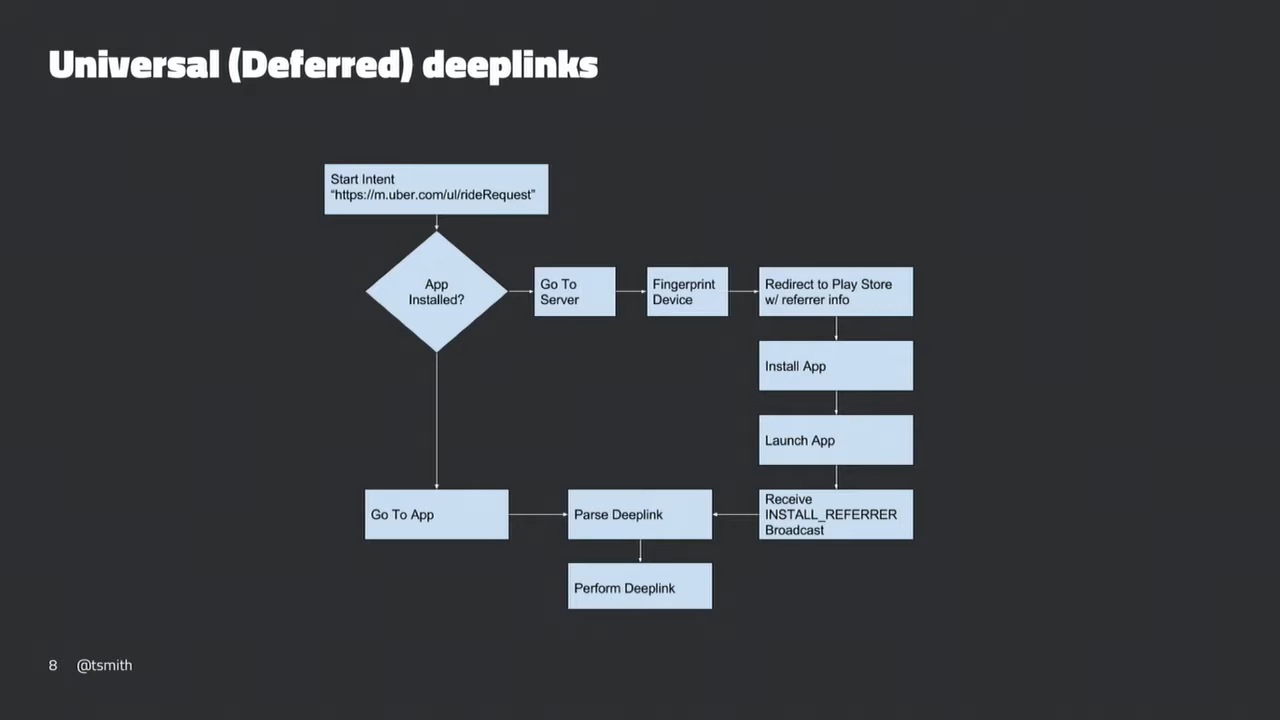 Universal (Deferred) deeplinks
Start Intent
“https://m.uber.com/ul/rideRequest”
App
Installed?
Go To
Server
Fingerprint
Device
Redirect to Play Store
w/ referrer info
Install App
Launch App
Go To App
Parse Deeplink
Receive
INSTALL_REFERRER
Broadcast
Perform Deeplink
8 @tsmith